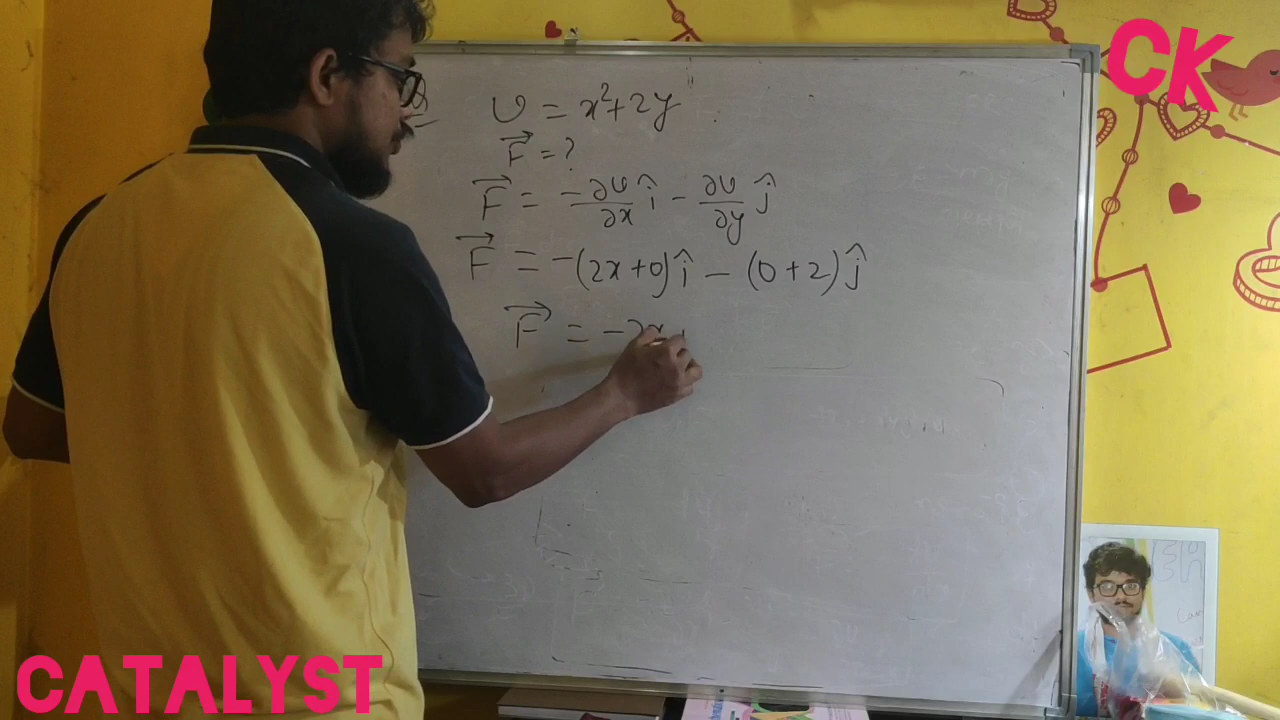 CK
Q U = x²+2y
F⃗ = ?
F⃗ = -∂U/∂x î - ∂U/∂y ĵ
F⃗ = -(2x+0)î - (0+2)ĵ
F⃗ = -2x
CATALYST